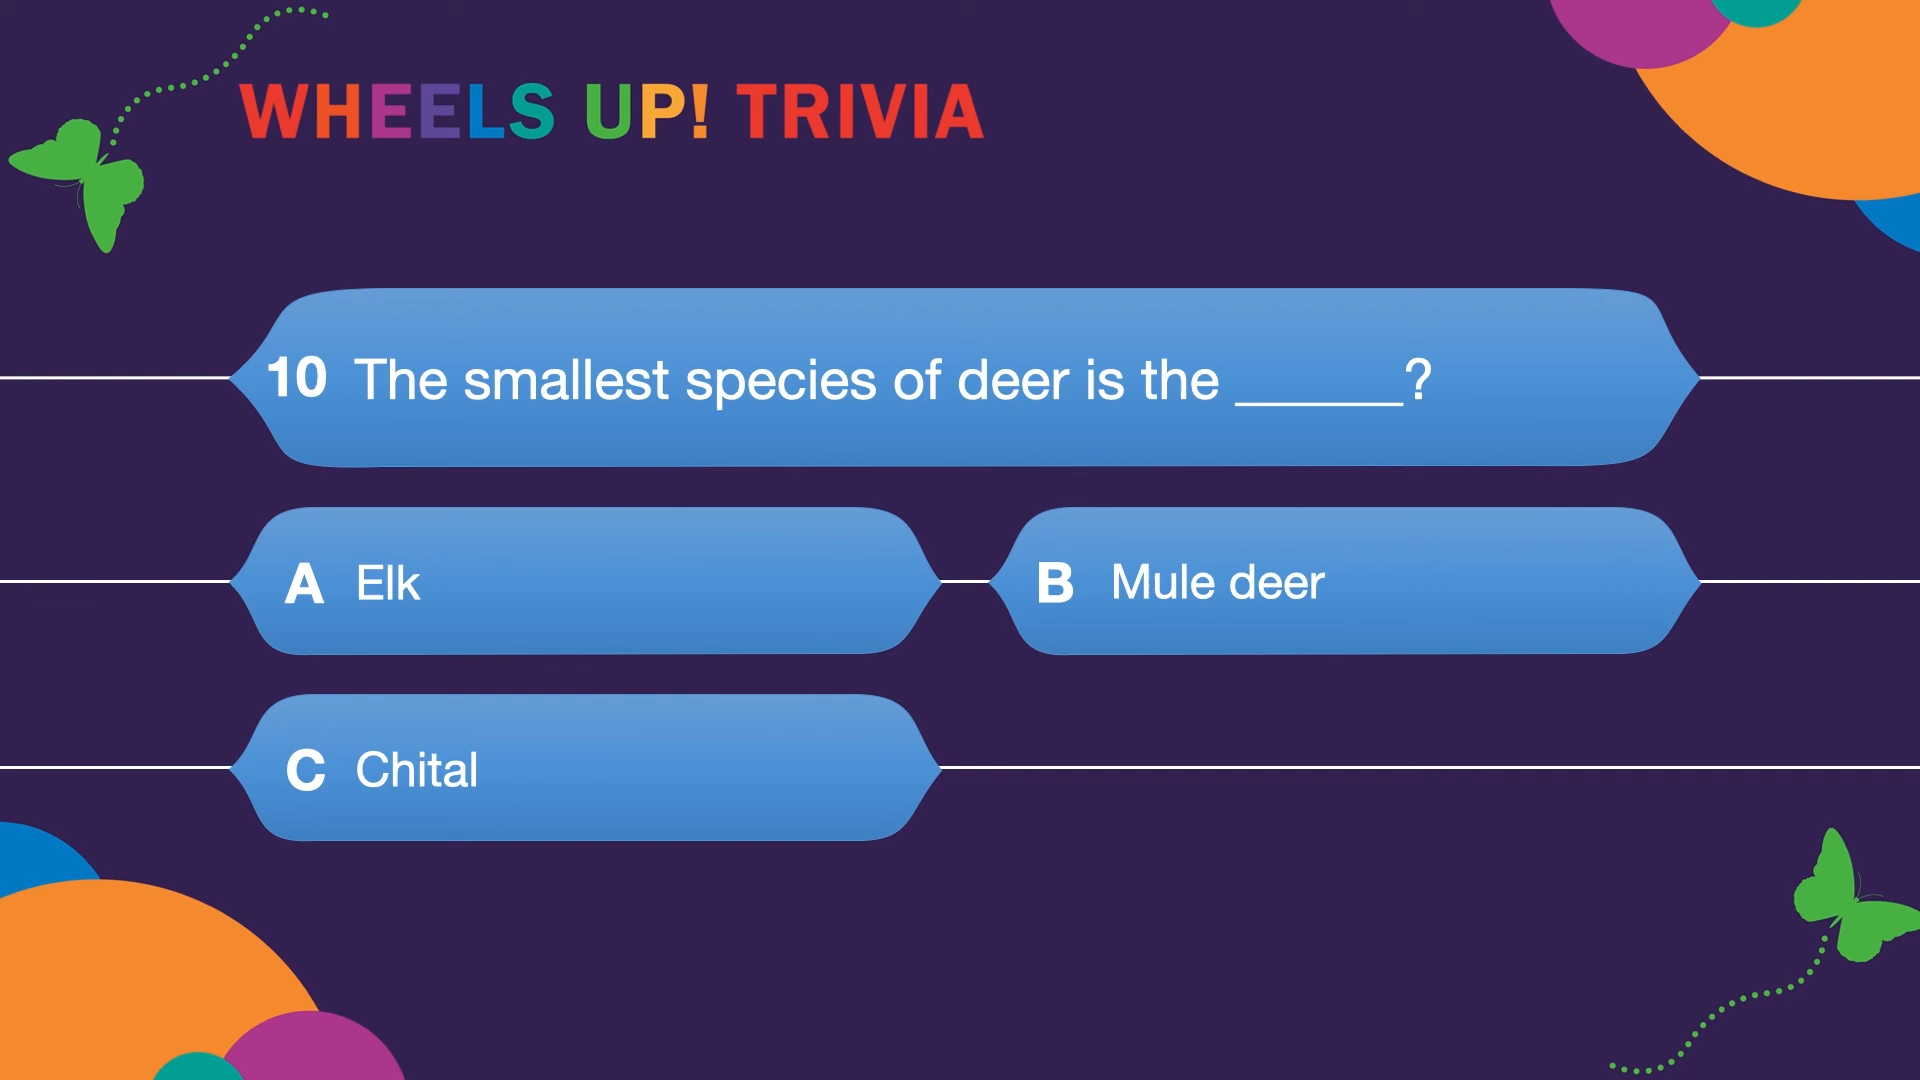 WHEELS UP! TRIVIA
10 The smallest species of deer is the ______?
A Elk
B Mule deer
C Chital